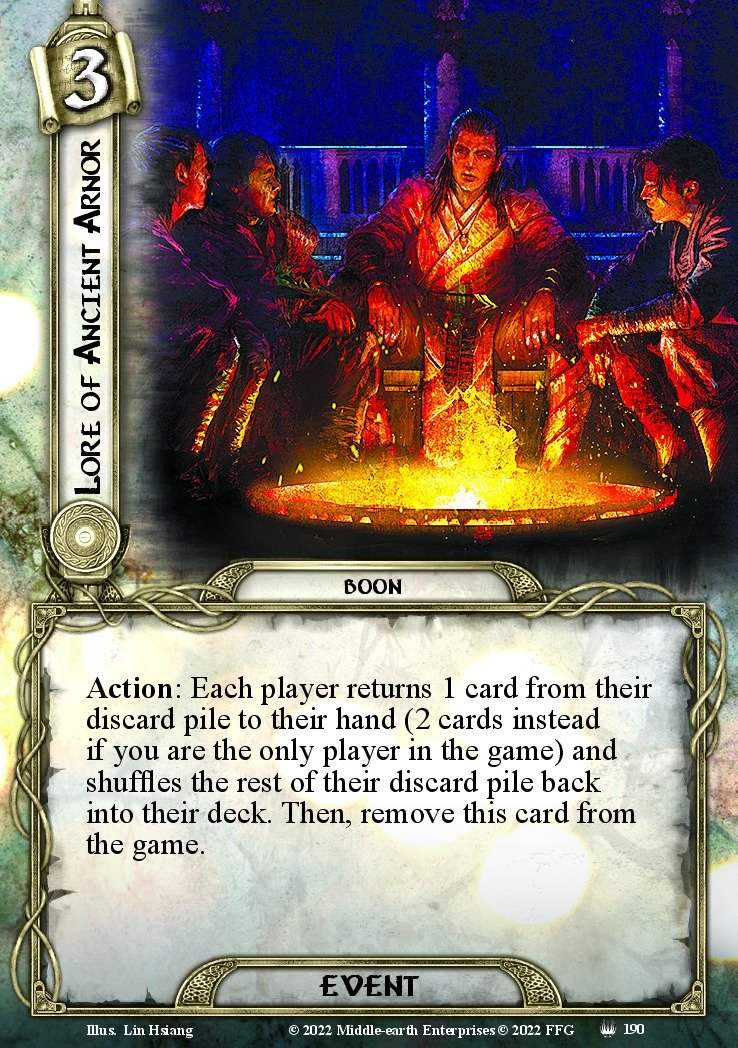 3
Lore of Ancient Arnor
BOON
Action: Each player returns 1 card from their
discard pile to their hand (2 cards instead
if you are the only player in the game) and
shuffles the rest of their discard pile back
into their deck. Then, remove this card from
the game.
EVENT
Illus. Lin Hsiang © 2022 Middle-earth Enterprises © 2022 FFG 190